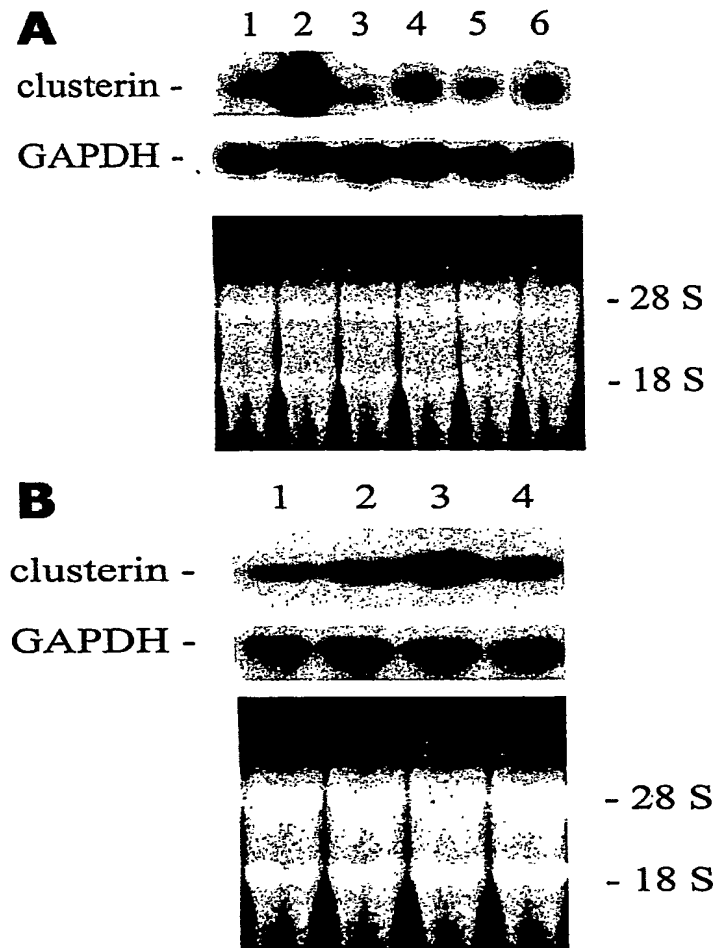 A 1 2 3 4 5 6
clusterin -
GAPDH -
- 28 S
- 18 S
B 1 2 3 4
clusterin -
GAPDH -
- 28 S
- 18 S